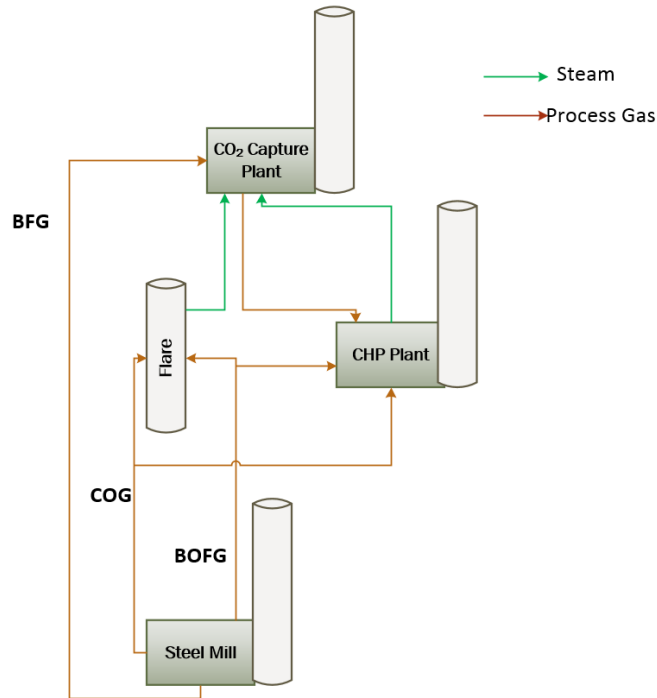 Steam
Process Gas
CO₂ Capture
Plant
BFG
Flare
CHP Plant
COG
BOFG
Steel Mill